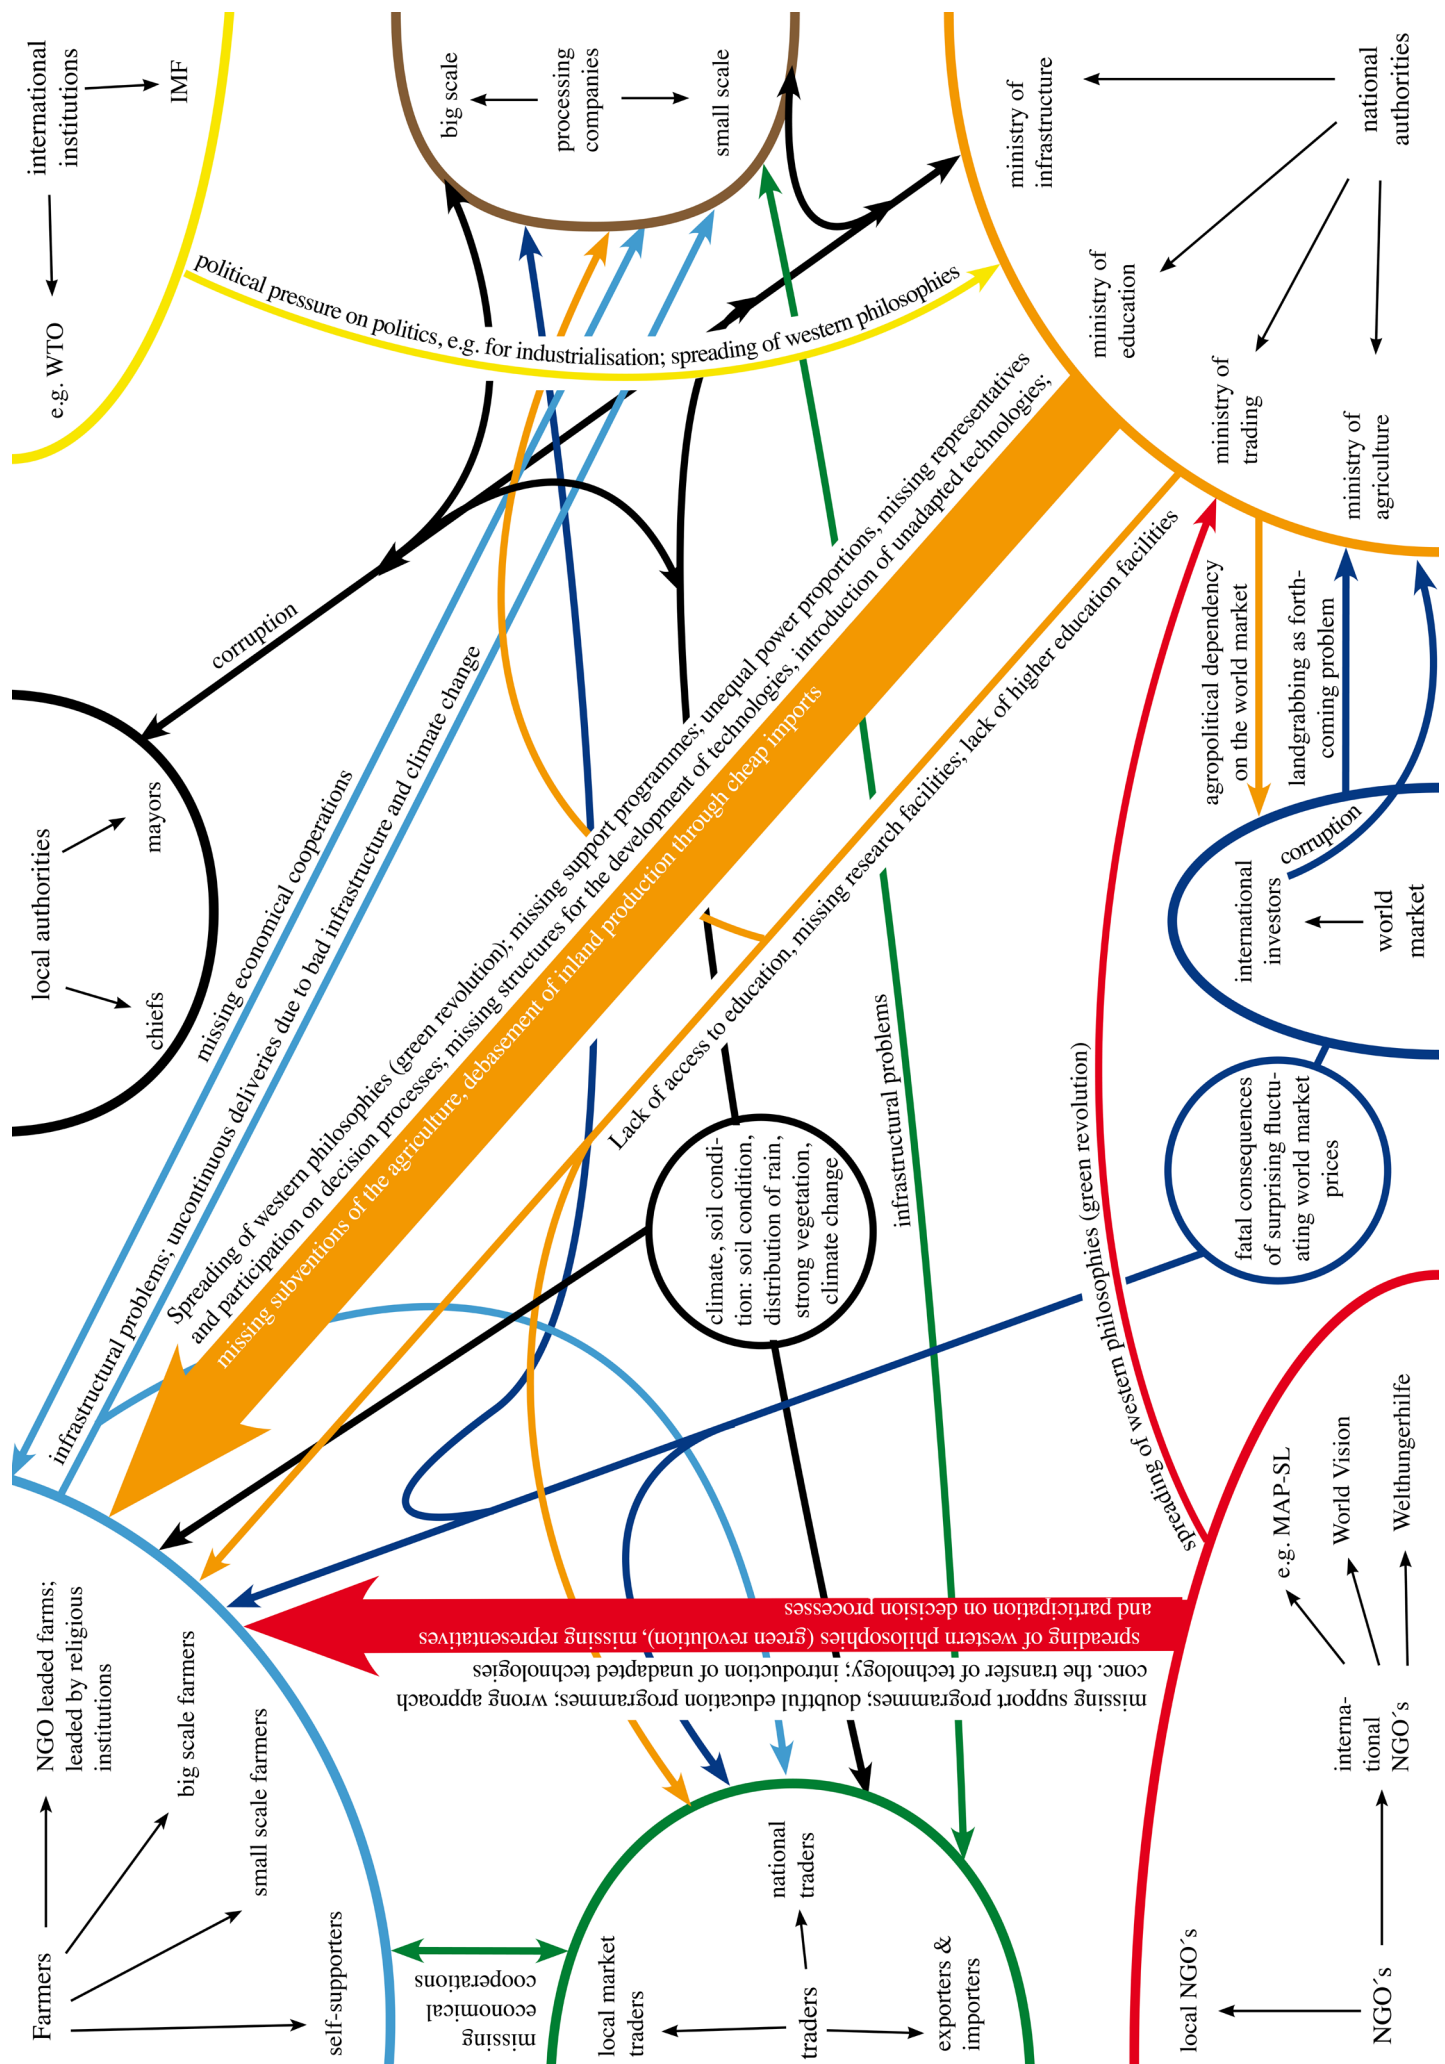 Farmers
NGO leaded farms;
leaded by religious
institutions
big scale farmers
small scale farmers
self-supporters
local authorities
chiefs
mayors
international
institutions
e.g. WTO
IMF
big scale
processing
companies
small scale
national
authorities
ministry of
infrastructure
ministry of
education
ministry of
trading
ministry of
agriculture
international
investors
world
market
corruption
fatal consequences
of surprising fluctu-
ating world market
prices
NGO´s
local NGO´s
interna-
tional
NGO´s
e.g. MAP-SL
World Vision
Welthungerhilfe
traders
local market
traders
national
traders
exporters &
importers
missing
economical
cooperations
missing economical cooperations
infrastructural problems; uncontinuous deliveries due to bad infrastructure and climate change
corruption
political pressure on politics, e.g. for industrialisation; spreading of western philosophies
Spreading of western philosophies (green revolution); missing support programmes; unequal power proportions, missing representatives
and participation on decision processes; missing structures for the development of technologies, introduction of unadapted technologies;
missing subventions of the agriculture, debasement of inland production through cheap imports
Lack of access to education, missing research facilities; lack of higher education facilities
climate, soil condi-
tion: soil condition,
distribution of rain,
strong vegetation,
climate change
infrastructural problems
spreading of western philosophies (green revolution)
agropolitical dependency
on the world market
landgrabbing as forth-
coming problem
missing support programmes; doubtful education programmes; wrong approach
conc. the transfer of technology; introduction of unadapted technologies
spreading of western philosophies (green revolution), missing representatives
and participation on decision processes